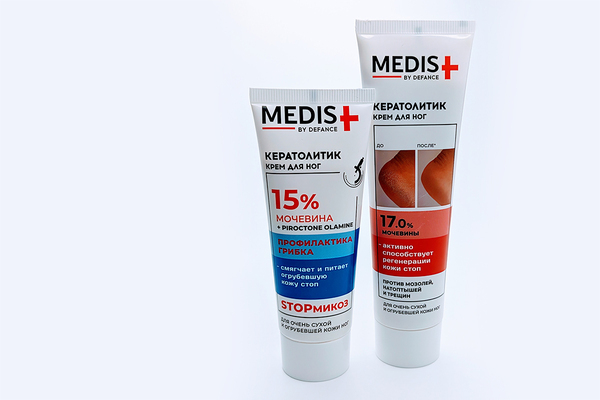 MEDIS+
BY DEFANCE
КЕРАТОЛИТИК
КРЕМ ДЛЯ НОГ
15%
МОЧЕВИНА
+ PIROCTONE OLAMINE
ПРОФИЛАКТИКА
ГРИБКА
- смягчает и питает
огрубевшую
кожу стоп
STOPМИКОЗ
ДЛЯ ОЧЕНЬ СУХОЙ
И ОГРУБЕВШЕЙ КОЖИ НОГ
MEDIS+
BY DEFANCE
КЕРАТОЛИТИК
КРЕМ ДЛЯ НОГ
ДО
ПОСЛЕ*
17.0%
МОЧЕВИНЫ
- активно
способствует
регенерации
кожи стоп
ПРОТИВ МОЗОЛЕЙ,
НАТОПТЫШЕЙ
И ТРЕЩИН
ДЛЯ ОЧЕНЬ СУХОЙ
И ОГРУБЕВШЕЙ КОЖИ НОГ